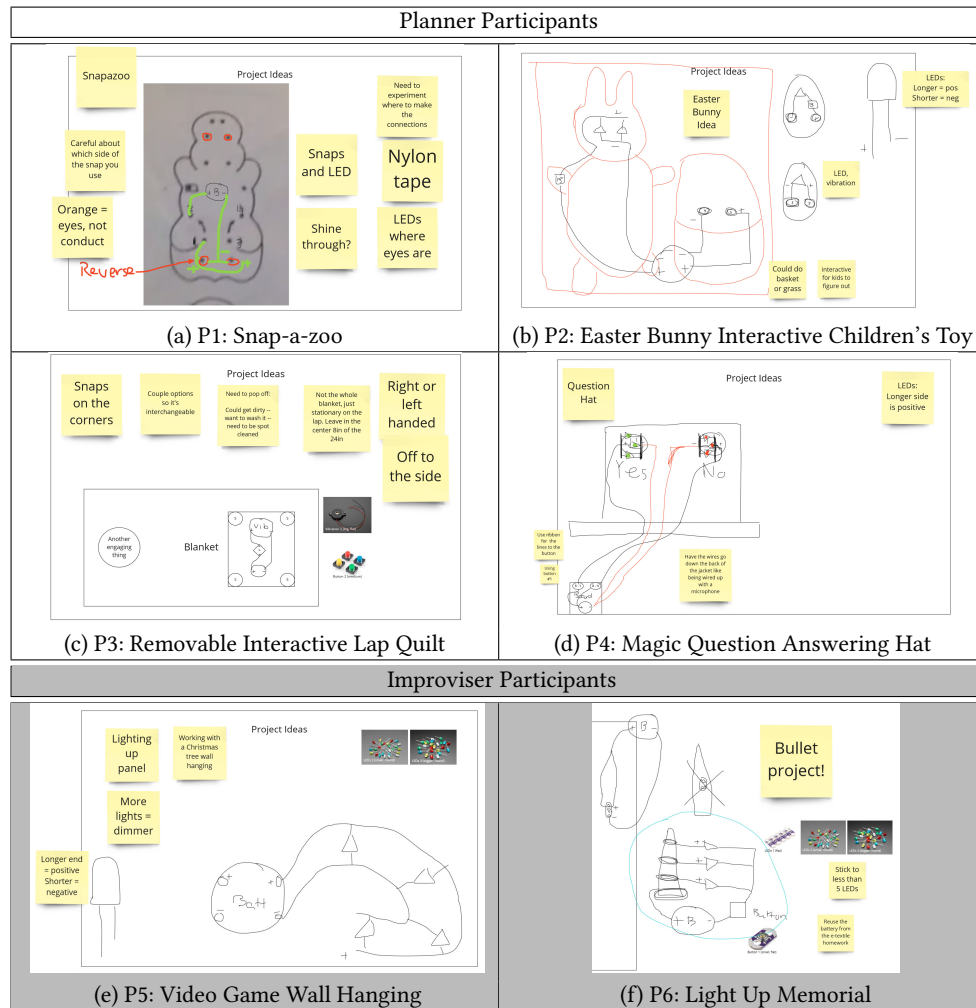 Planner Participants
Project Ideas
Snapazoo
Careful about
which side of
the snap you
use
Orange =
eyes, not
conduct
Reverse
B
-
+
+
Snaps
and LED
Shine
through?
Need to
experiment
where to make
the
connections
Nylon
tape
LEDs
where
eyes are
(a) P1: Snap-a-zoo
Project Ideas
Easter
Bunny
Idea
LEDs:
Longer = pos
Shorter = neg
LED,
vibration
Could do
basket
or grass
Interactive
for kids to
figure out
(b) P2: Easter Bunny Interactive Children's Toy
Project Ideas
Snaps
on the
corners
Couple options
so it's
interchangeable
Need to pop off:
Could get dirty --
want to wash it --
need to be spot
cleaned
Not the whole
blanket, just
stationary on the
lap. Leave in the
center 8in of the
24in
Right or
left
handed
Off to
the side
Another
engaging
thing
Blanket
Vib
(c) P3: Removable Interactive Lap Quilt
Project Ideas
Question
Hat
LEDs:
Longer side
is positive
Yes
No
Use ribbon
for the
lines to the
button
Using
button
#1
Have the wires go
down the back of
the jacket like
being wired up
with a
microphone
(d) P4: Magic Question Answering Hat
Improviser Participants
Project Ideas
Lighting
up
panel
Working with
a Christmas
tree wall
hanging
More
lights =
dimmer
Longer end
= positive
Shorter =
negative
Batt
(e) P5: Video Game Wall Hanging
+ B -
Bullet
project!
Stick to
less than
5 LEDs
Reuse the
battery from
the e-textile
homework
+ B -
Button
(f) P6: Light Up Memorial